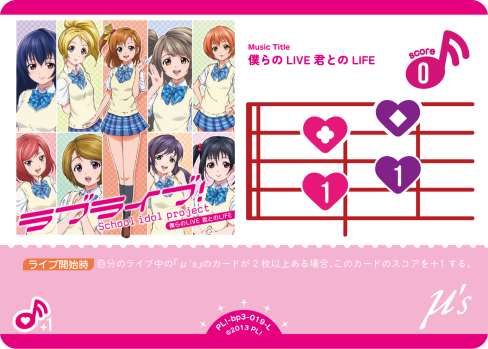 Music Title
僕らの LIVE 君との LIFE
score
0
1
1
ラブライブ!
School idol project
僕らのLIVE 君とのLIFE
ライブ開始時 自分のライブ中の『μ's』のカードが2枚以上ある場合、このカードのスコアを+1する。
+1
μ's
PL!-bp3-019-L
©2013 PL!